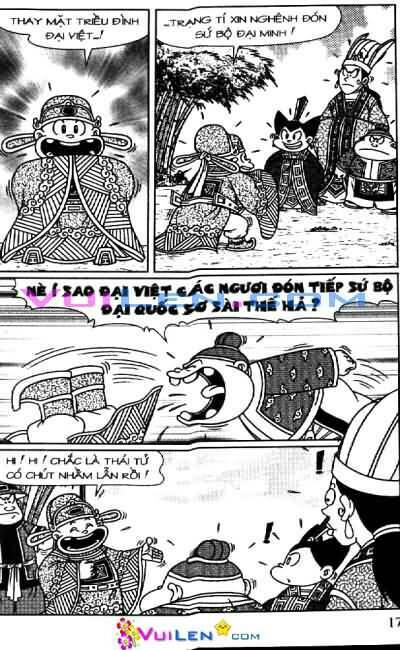 THAY MẶT TRIỀU ĐÌNH
ĐẠI VIỆT...!
...TRẠNG TÍ XIN NGHÊNH ĐÓN
SỨ BỘ ĐẠI MINH!
NÈ! SAO ĐẠI VIỆT CÁC NGƯƠI ĐÓN TIẾP SỨ BỘ
ĐẠI QUỐC SƠ SÀI THẾ HẢ?
VUILEN.COM
HI! HI! CHẮC LÀ THÁI TỬ
CÓ CHÚT NHẦM LẪN RỒI!
!
!
17
VUILEN.COM